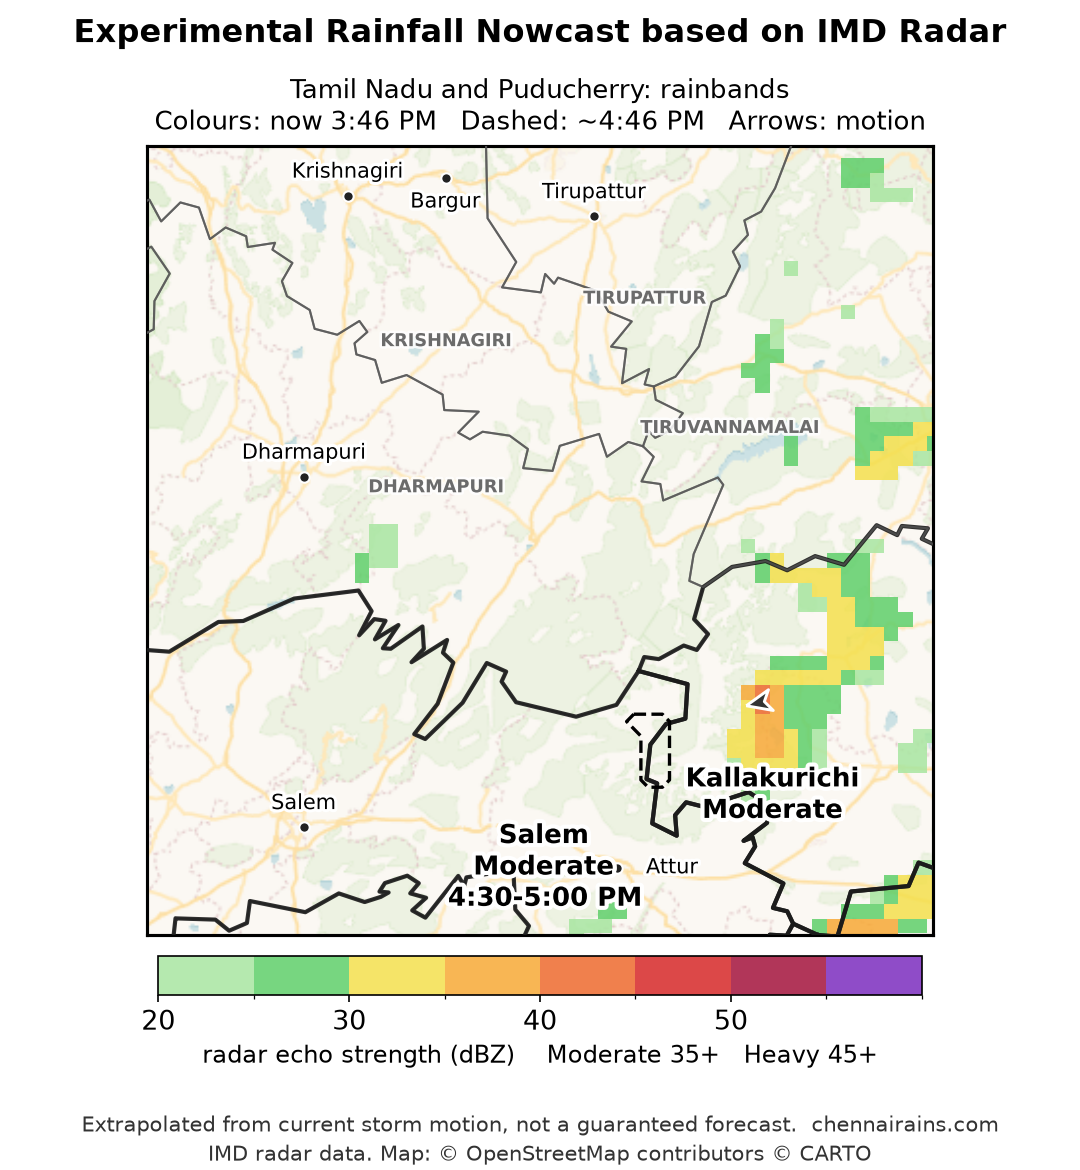 Experimental Rainfall Nowcast based on IMD Radar
Tamil Nadu and Puducherry: rainbands
Colours: now 3:46 PM   Dashed: ~4:46 PM   Arrows: motion
Krishnagiri
Bargur
Tirupattur
TIRUPATTUR
KRISHNAGIRI
TIRUVANNAMALAI
Dharmapuri
DHARMAPURI
Kallakurichi
Moderate
Salem
Salem
Moderate
4:30-5:00 PM
Attur
20 30 40 50
radar echo strength (dBZ)    Moderate 35+   Heavy 45+
Extrapolated from current storm motion, not a guaranteed forecast.  chennairains.com
IMD radar data. Map: © OpenStreetMap contributors © CARTO